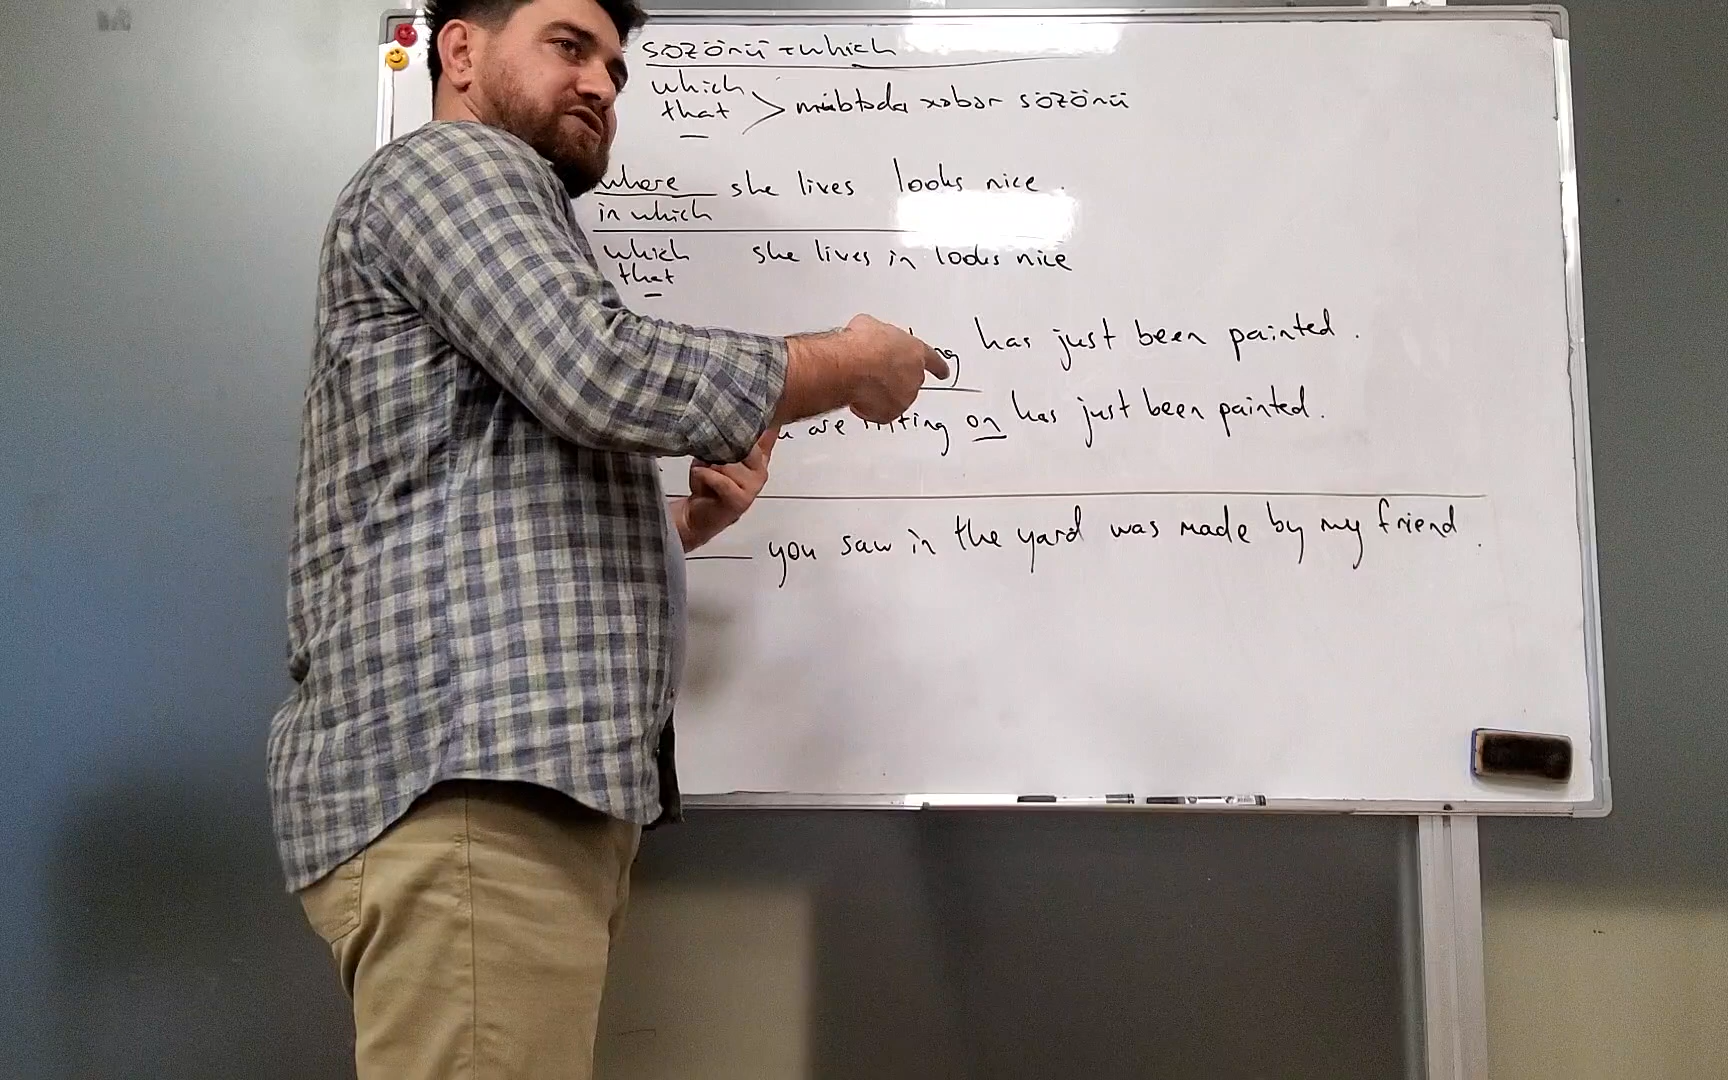 sözönü + which
which
that > mübtəda xəbər sözönü
where she lives looks nice.
in which
which she lives in looks nice
that
has just been painted.
are sitting on has just been painted.
___ you saw in the yard was made by my friend.